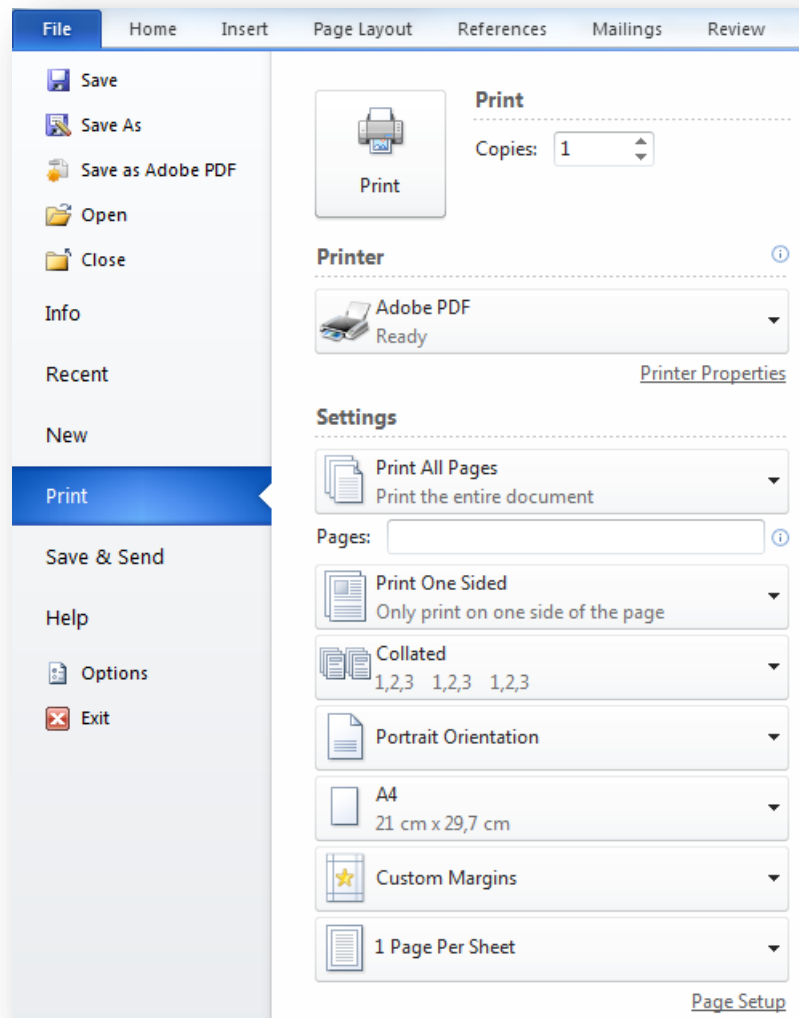 File Home Insert Page Layout References Mailings Review
Save
Save As
Save as Adobe PDF
Open
Close
Info
Recent
New
Print
Save & Send
Help
Options
Exit
Print
Print
Copies: 1
Printer
Adobe PDF
Ready
Printer Properties
Settings
Print All Pages
Print the entire document
Pages:
Print One Sided
Only print on one side of the page
Collated
1,2,3 1,2,3 1,2,3
Portrait Orientation
A4
21 cm x 29,7 cm
Custom Margins
1 Page Per Sheet
Page Setup